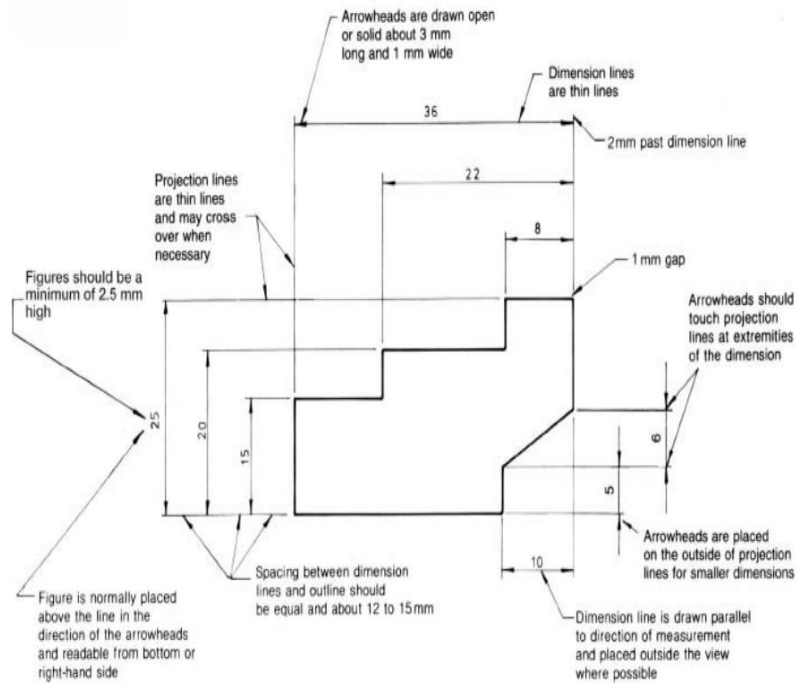 Arrowheads are drawn open
or solid about 3 mm
long and 1 mm wide
Dimension lines
are thin lines
36
2mm past dimension line
22
Projection lines
are thin lines
and may cross
over when
necessary
8
1mm gap
Figures should be a
minimum of 2.5 mm
high
Arrowheads should
touch projection
lines at extremities
of the dimension
25
20
15
6
5
10
Arrowheads are placed
on the outside of projection
lines for smaller dimensions
Spacing between dimension
lines and outline should
be equal and about 12 to 15mm
Figure is normally placed
above the line in the
direction of the arrowheads
and readable from bottom or
right-hand side
Dimension line is drawn parallel
to direction of measurement
and placed outside the view
where possible